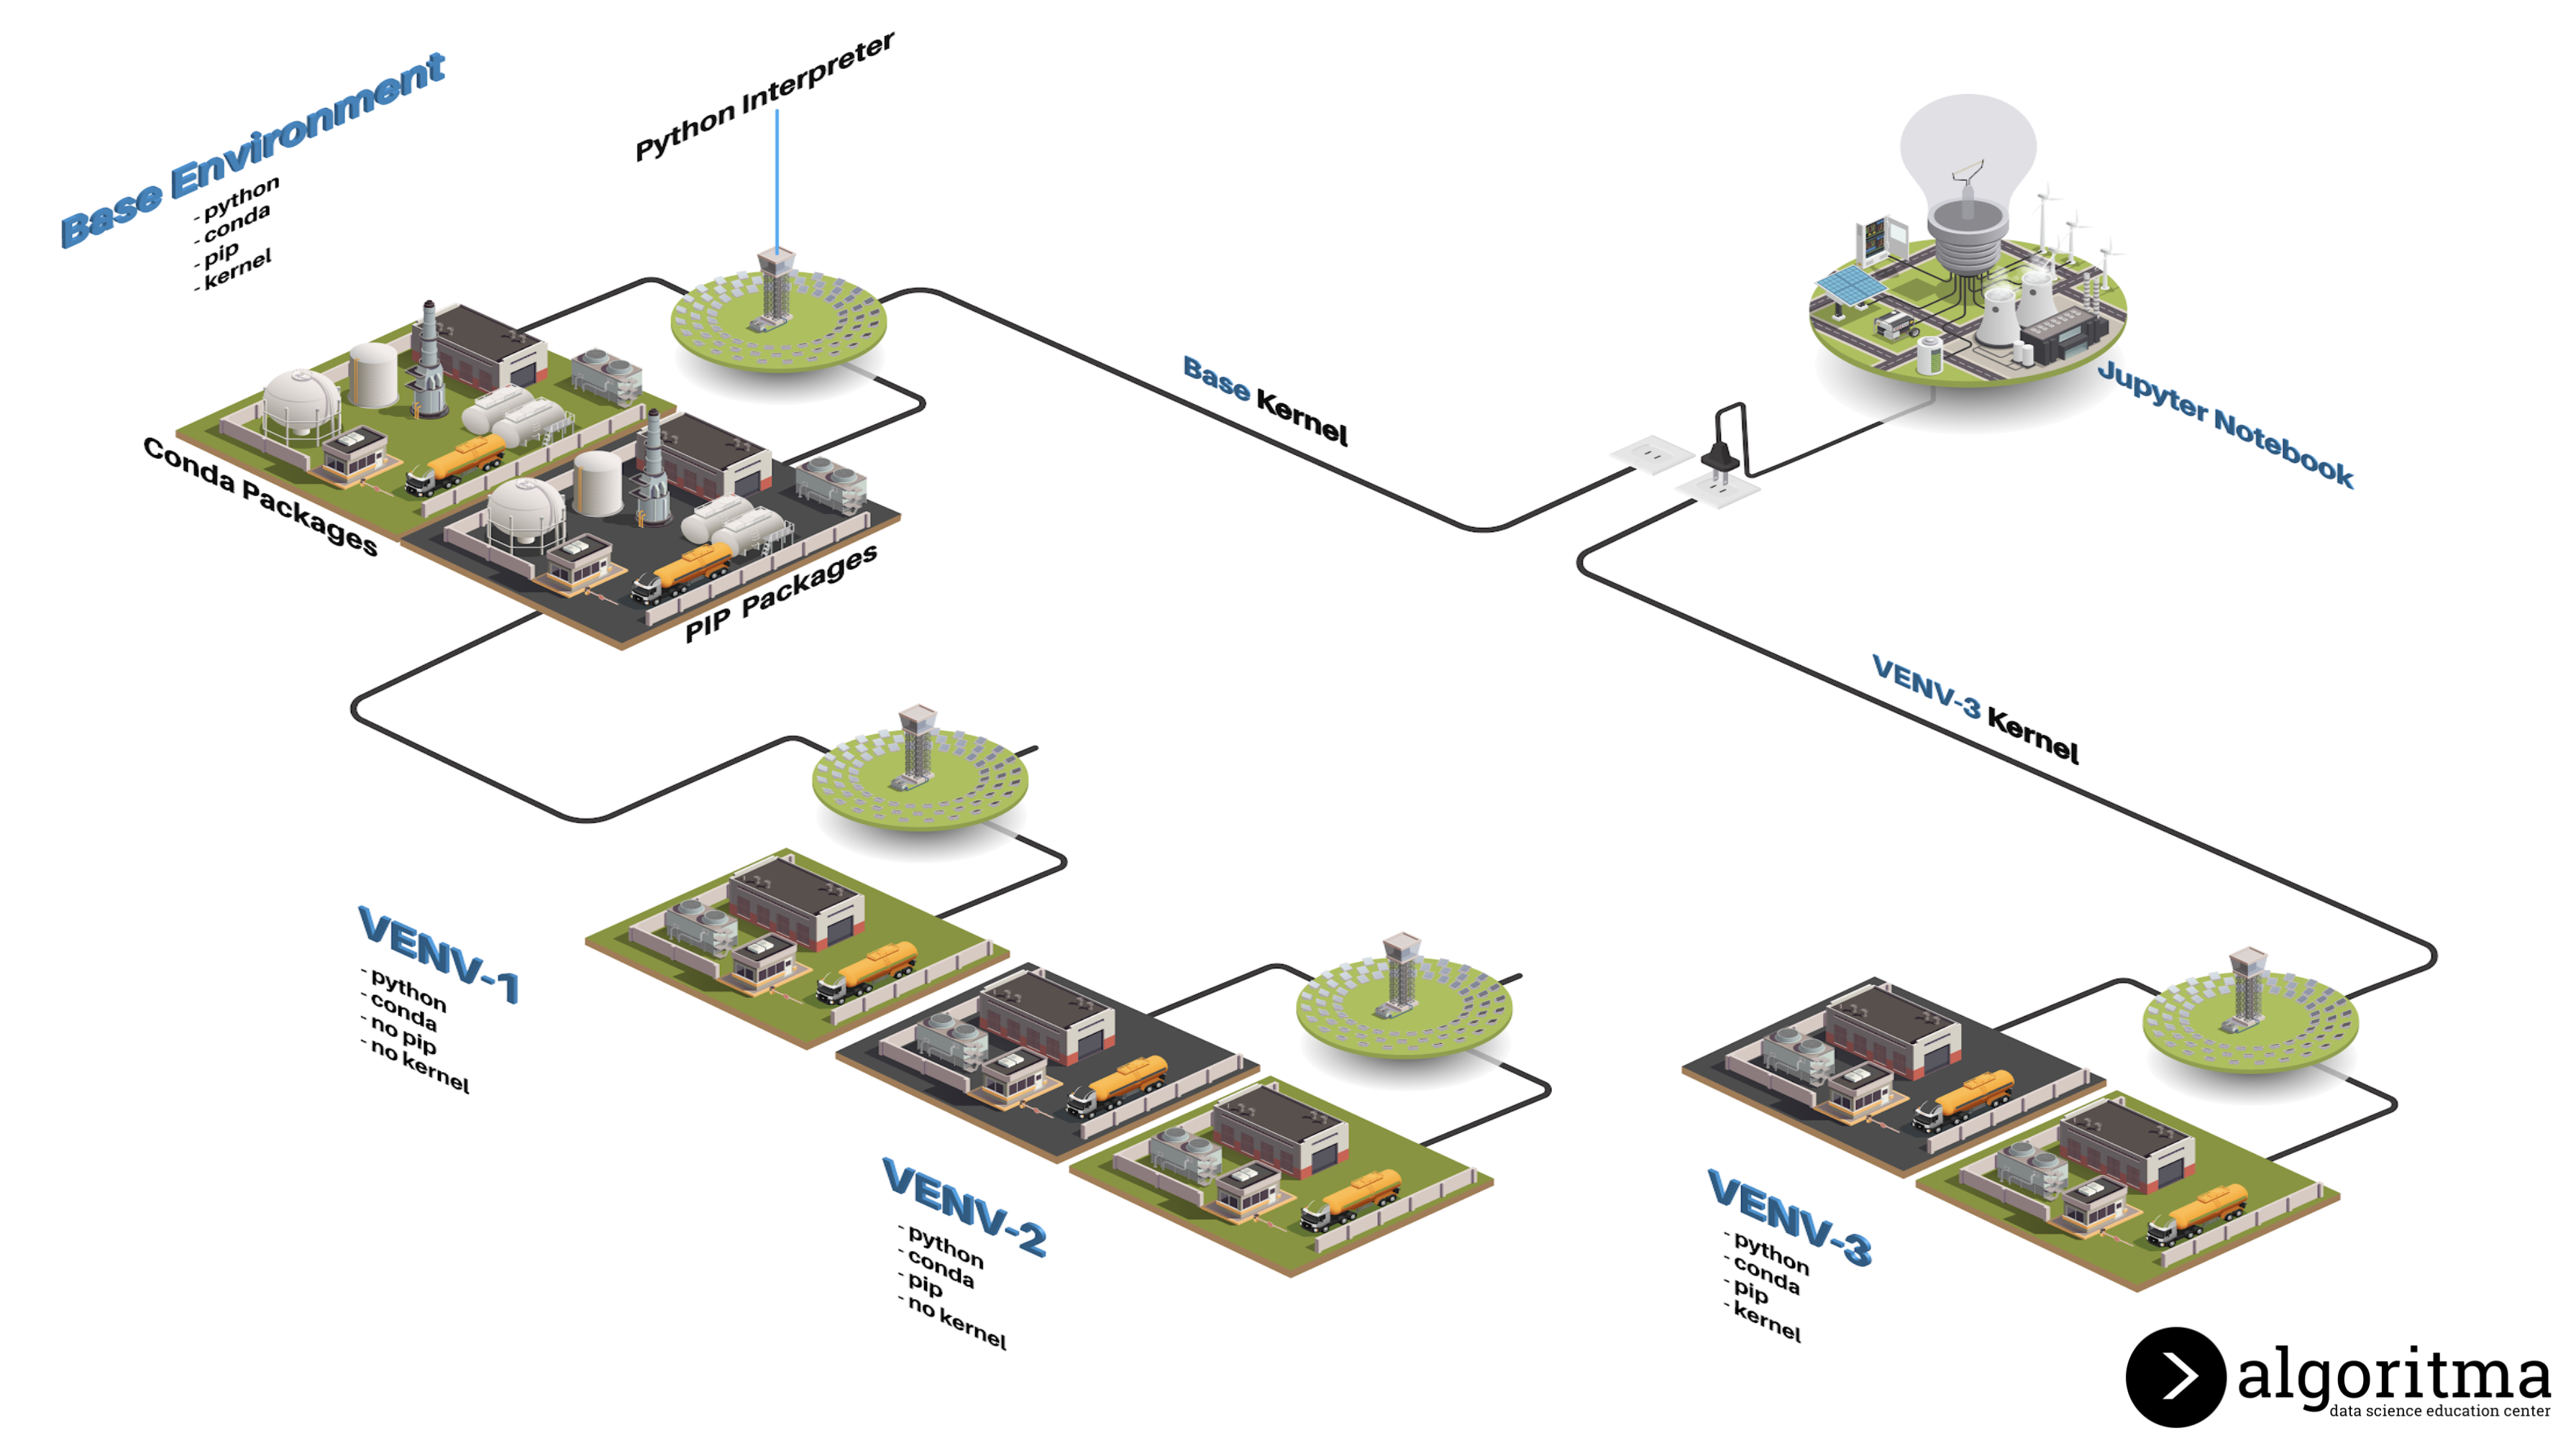 Base Environment
- python
- conda
- pip
- kernel
Python Interpreter
Conda Packages
PIP Packages
Base Kernel
Jupyter Notebook
VENV-3 Kernel
VENV-1
- python
- conda
- no pip
- no kernel
VENV-2
- python
- conda
- pip
- no kernel
VENV-3
- python
- conda
- pip
- kernel
algoritma
data science education center